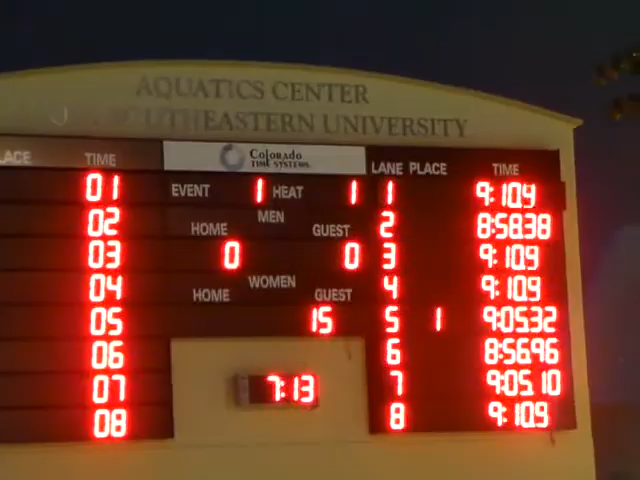 AQUATICS CENTER
SOUTHEASTERN UNIVERSITY
LACE TIME
Colorado
TIME SYSTEMS
LANE PLACE TIME
01 EVENT 1 HEAT 1 1 9:10.9
02 HOME MEN GUEST 2 8:58.38
03 0 0 3 9:10.9
04 HOME WOMEN GUEST 4 9:10.9
05 15 5 1 9:05.32
06 6 8:56.96
07 7:13 7 9:05.10
08 8 9:10.9